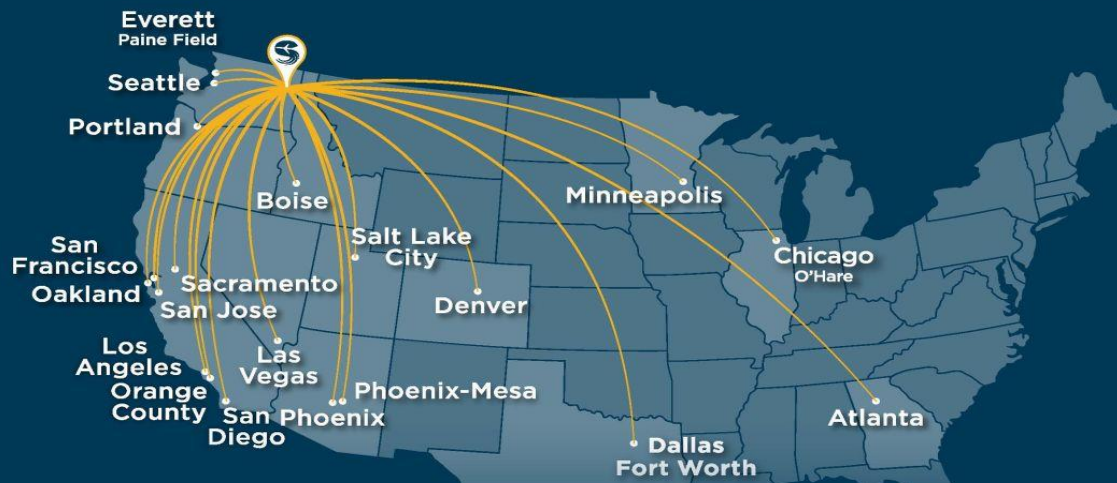 Everett
Paine Field
Seattle
Portland
Boise
Minneapolis
Salt Lake
City
San
Francisco
Oakland
Sacramento
San Jose
Chicago
O'Hare
Denver
Los
Angeles
Orange
County
Las
Vegas
San
Diego
Phoenix
Phoenix-Mesa
Atlanta
Dallas
Fort Worth